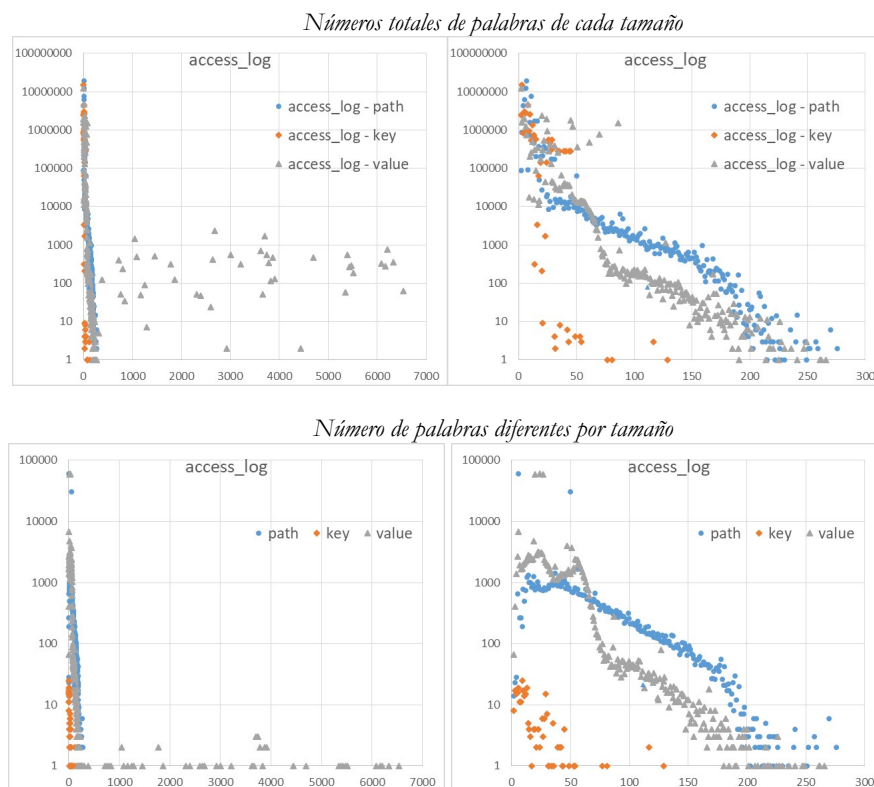 Números totales de palabras de cada tamaño
access_log
100000000
10000000
1000000
100000
10000
1000
100
10
1
0 1000 2000 3000 4000 5000 6000 7000
access_log - path
access_log - key
access_log - value
access_log
100000000
10000000
1000000
100000
10000
1000
100
10
1
0 50 100 150 200 250 300
access_log - path
access_log - key
access_log - value
Número de palabras diferentes por tamaño
access_log
100000
10000
1000
100
10
1
0 1000 2000 3000 4000 5000 6000 7000
path key value
access_log
100000
10000
1000
100
10
1
0 50 100 150 200 250 300
path key value